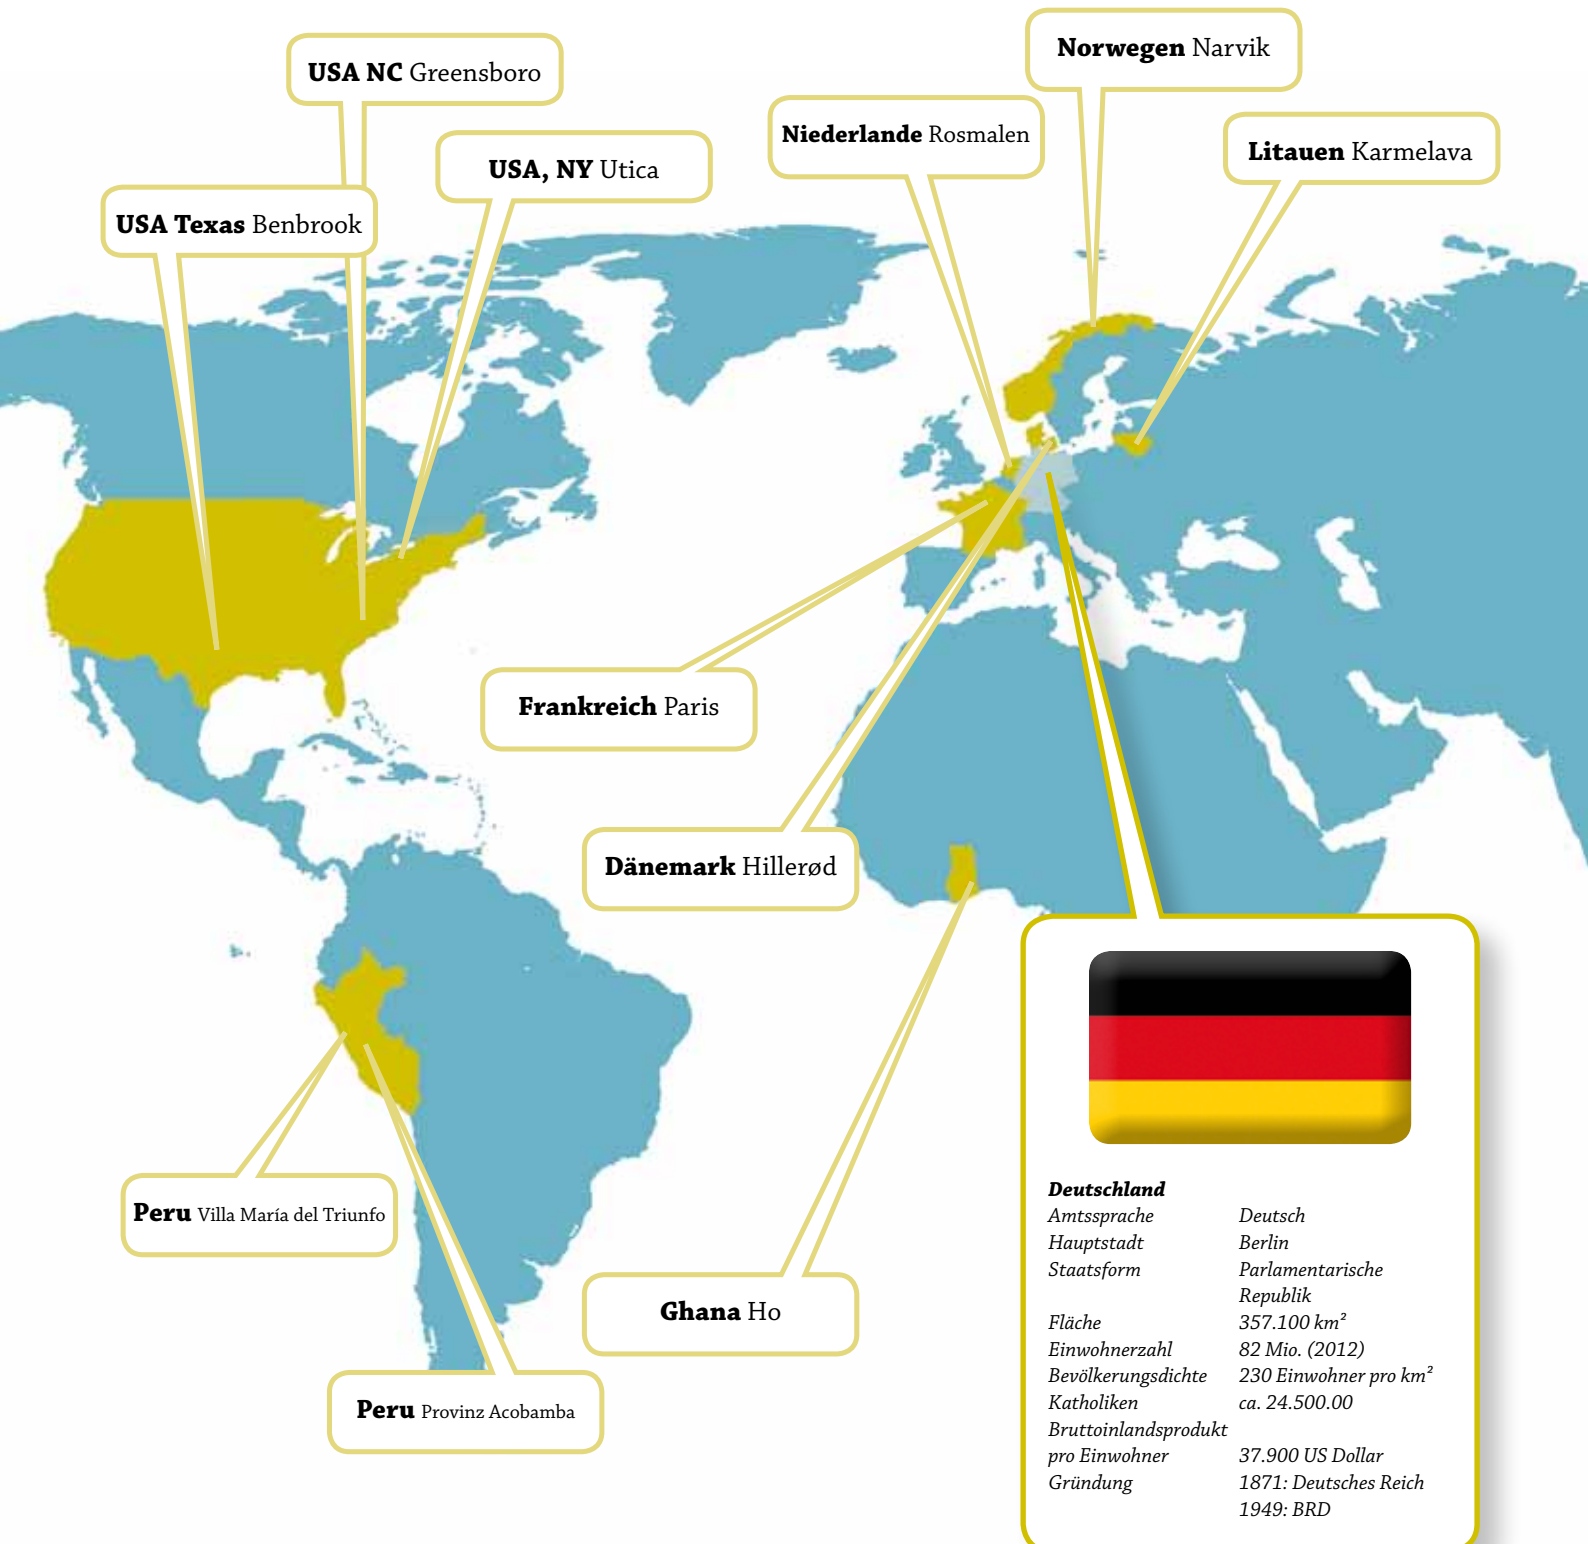 Norwegen Narvik
USA NC Greensboro
Niederlande Rosmalen
Litauen Karmelava
USA, NY Utica
USA Texas Benbrook
Frankreich Paris
Dänemark Hillerød
Peru Villa María del Triunfo
Ghana Ho
Peru Provinz Acobamba
Deutschland
Amtssprache Deutsch
Hauptstadt Berlin
Staatsform Parlamentarische
Republik
Fläche 357.100 km²
Einwohnerzahl 82 Mio. (2012)
Bevölkerungsdichte 230 Einwohner pro km²
Katholiken ca. 24.500.00
Bruttoinlandsprodukt
pro Einwohner 37.900 US Dollar
Gründung 1871: Deutsches Reich
1949: BRD